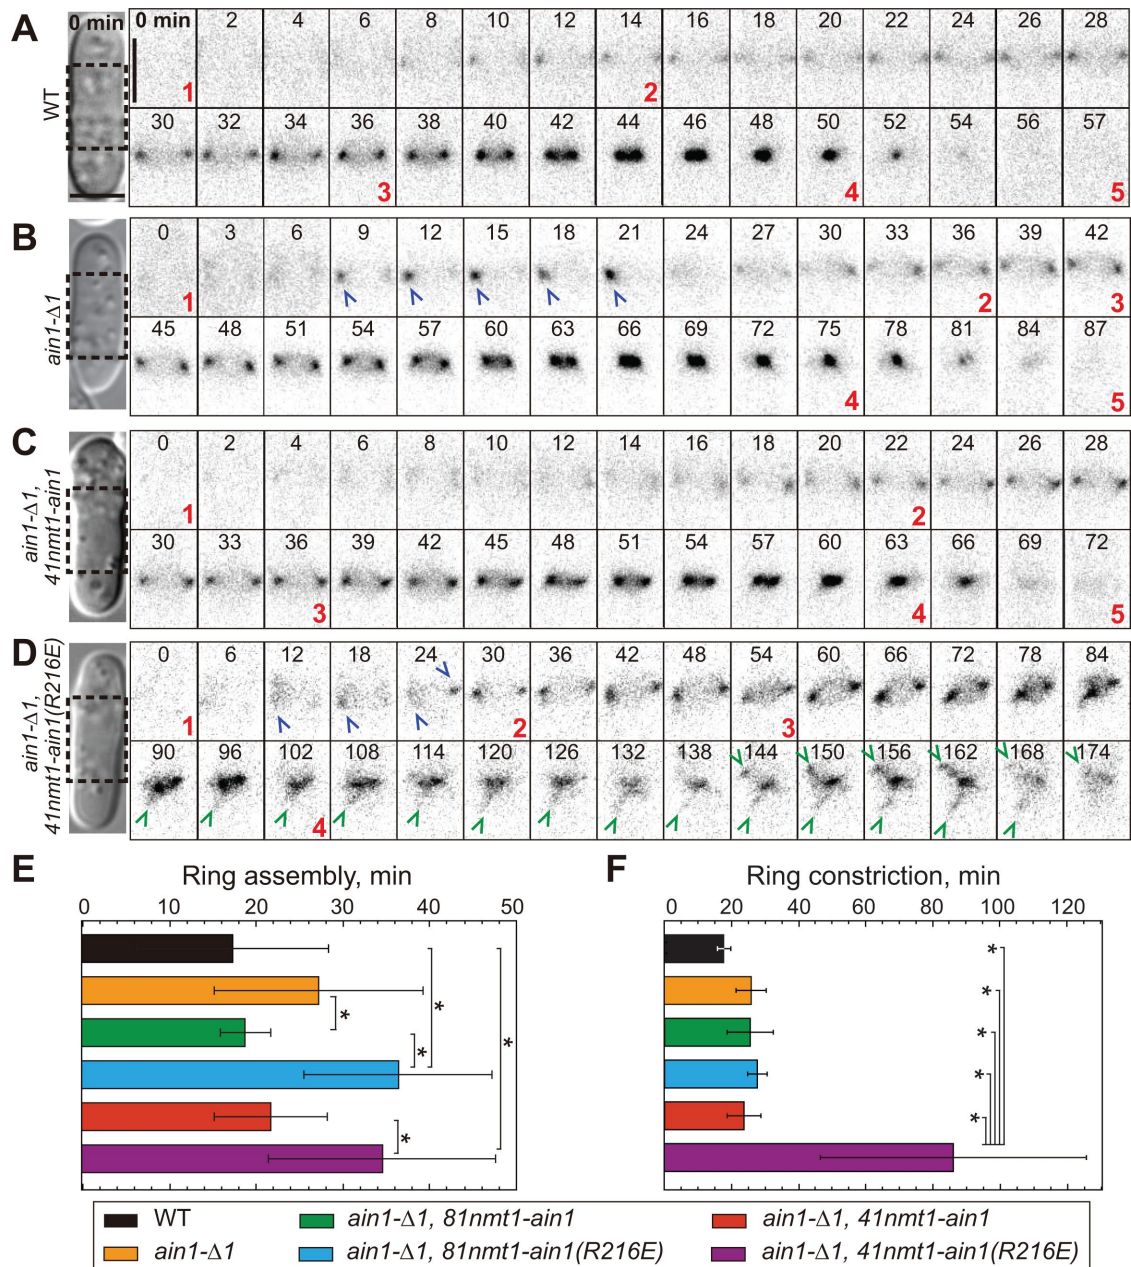 A
WT
0 min
0 min 2 4 6 8 10 12 14 16 18 20 22 24 26 28
1 2
30 32 34 36 38 40 42 44 46 48 50 52 54 56 57
3 4 5
B
ain1-Δ1
0 3 6 9 12 15 18 21 24 27 30 33 36 39 42
1 2 3
45 48 51 54 57 60 63 66 69 72 75 78 81 84 87
4 5
C
ain1-Δ1,
41nmt1-ain1
0 2 4 6 8 10 12 14 16 18 20 22 24 26 28
1 2
30 33 36 39 42 45 48 51 54 57 60 63 66 69 72
3 4 5
D
ain1-Δ1,
41nmt1-ain1(R216E)
0 6 12 18 24 30 36 42 48 54 60 66 72 78 84
1 2 3
90 96 102 108 114 120 126 132 138 144 150 156 162 168 174
4
E
Ring assembly, min
0 10 20 30 40 50
* * * * *
F
Ring constriction, min
0 20 40 60 80 100 120
* * * * *
WT
ain1-Δ1
ain1-Δ1, 81nmt1-ain1
ain1-Δ1, 81nmt1-ain1(R216E)
ain1-Δ1, 41nmt1-ain1
ain1-Δ1, 41nmt1-ain1(R216E)